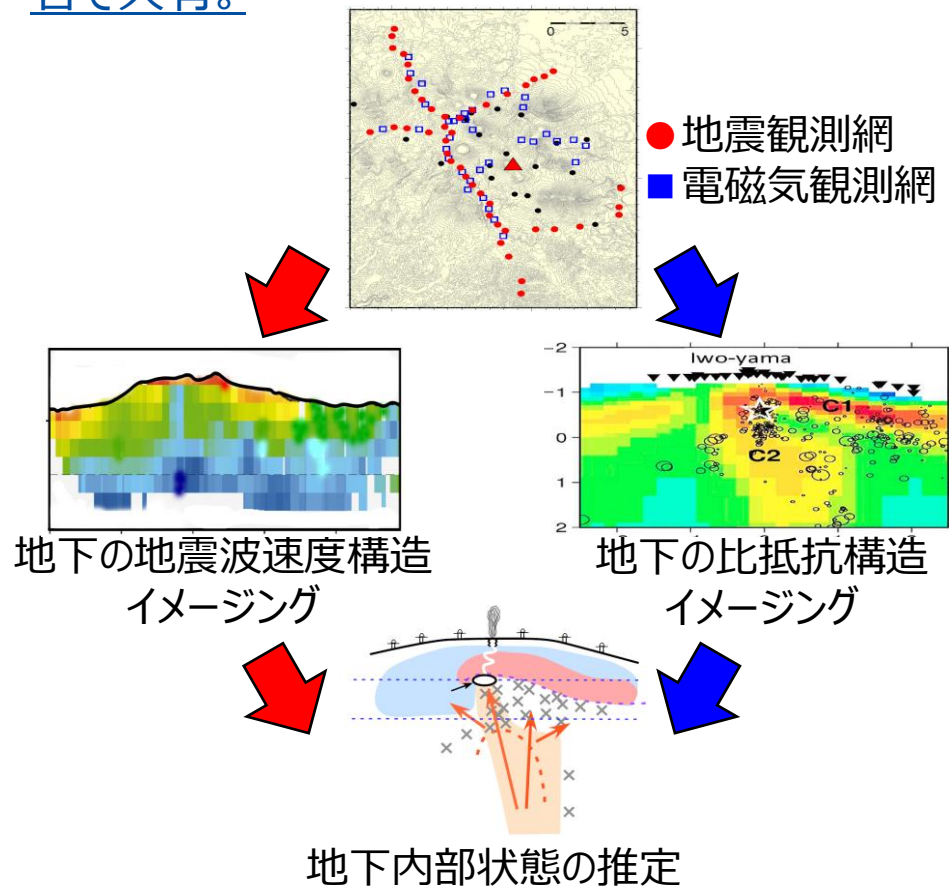 0 5
地震観測網
電磁気観測網
Iwo-yama
-2
-1
0
1
2
C1
C2
地下の地震波速度構造
イメージング
地下の比抵抗構造
イメージング
地下内部状態の推定